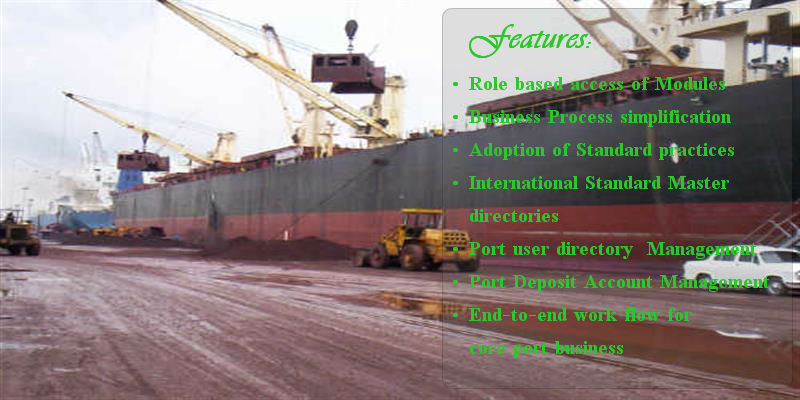 Features:
• Role based access of Modules
• Business Process simplification
• Adoption of Standard practices
• International Standard Master
directories
• Port user directory Management
• Port Deposit Account Management
• End-to-end work flow for
core port business